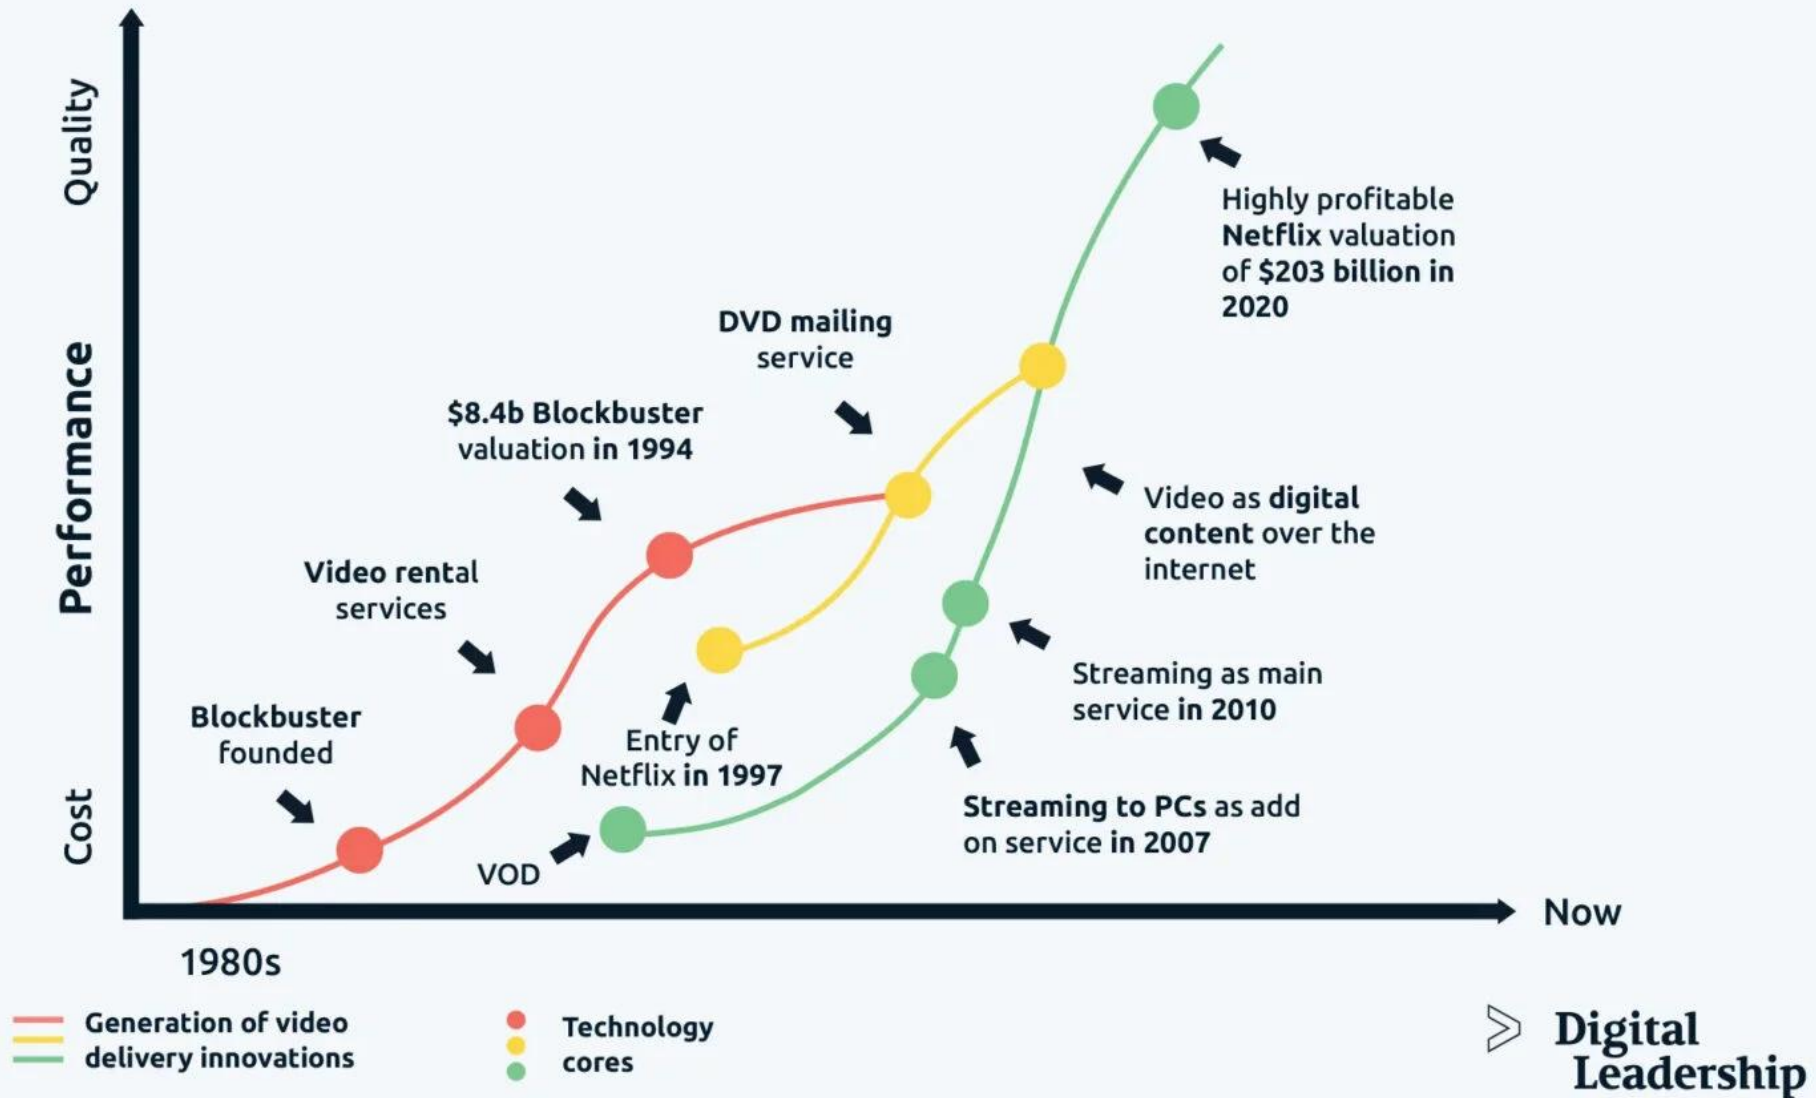 Quality
Performance
Cost
Highly profitable
Netflix valuation
of $203 billion in
2020
DVD mailing
service
$8.4b Blockbuster
valuation in 1994
Video as digital
content over the
internet
Video rental
services
Streaming as main
service in 2010
Blockbuster
founded
Entry of
Netflix in 1997
Streaming to PCs as add
on service in 2007
VOD
Now
1980s
Generation of video
delivery innovations
Technology
cores
Digital
Leadership